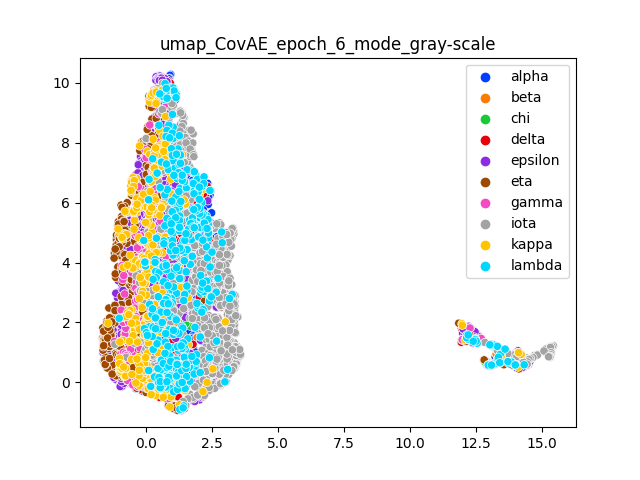 umap_CovAE_epoch_6_mode_gray-scale
10
8
6
4
2
0
0.0 2.5 5.0 7.5 10.0 12.5 15.0
alpha
beta
chi
delta
epsilon
eta
gamma
iota
kappa
lambda